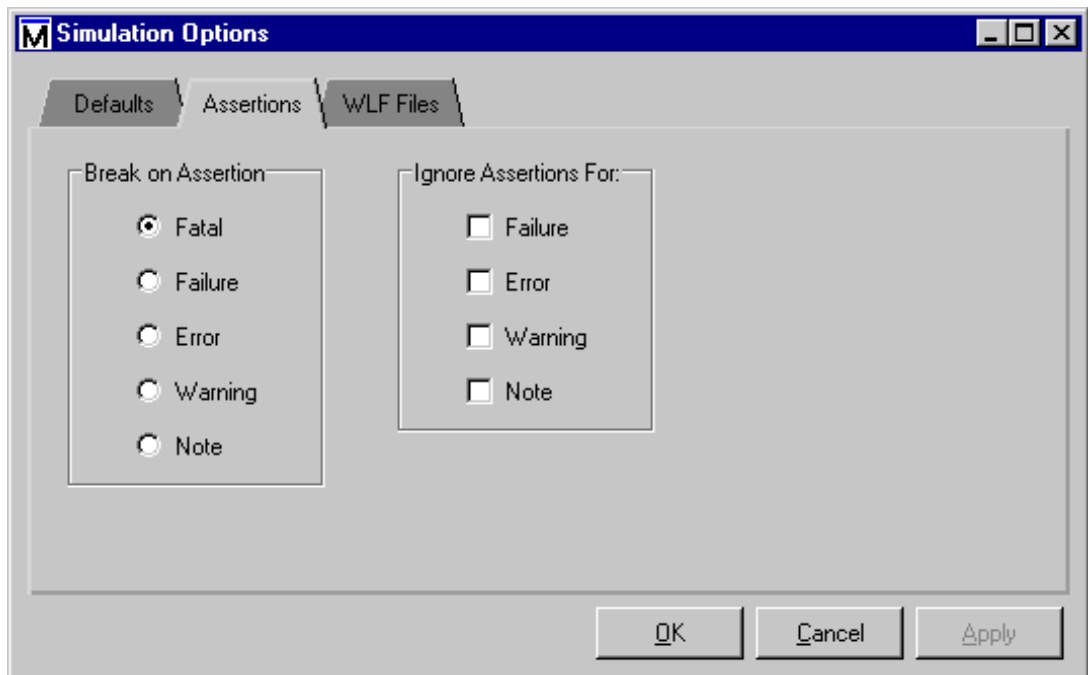 M Simulation Options
Defaults Assertions WLF Files
Break on Assertion
Fatal
Failure
Error
Warning
Note
Ignore Assertions For:
Failure
Error
Warning
Note
OK Cancel Apply